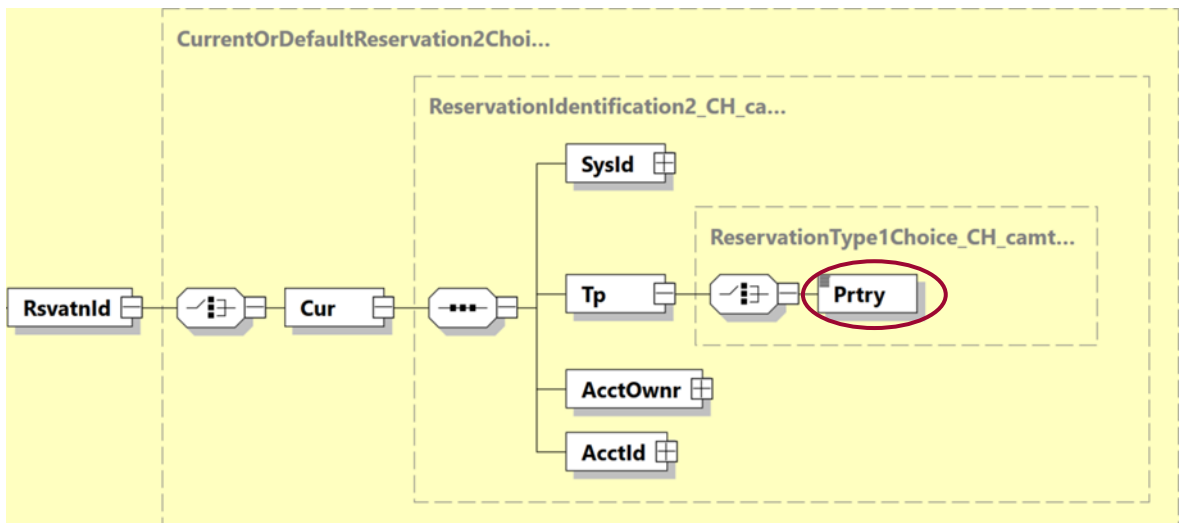 CurrentOrDefaultReservation2Choi...
ReservationIdentification2_CH_ca...
SysId
ReservationType1Choice_CH_camt...
RsvatnId
Cur
Tp
Prtry
AcctOwnr
AcctId